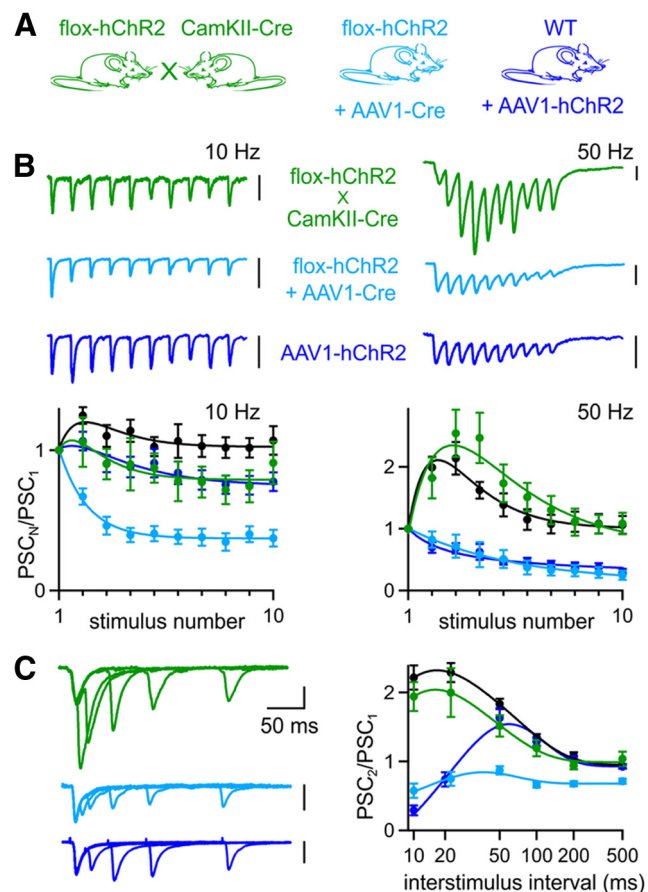 A
flox-hChR2 CamKII-Cre
X
flox-hChR2
+ AAV1-Cre
WT
+ AAV1-hChR2
B
10 Hz
50 Hz
flox-hChR2
X
CamKII-Cre
flox-hChR2
+ AAV1-Cre
AAV1-hChR2
10 Hz
PSCN/PSC1
1
0
1
10
stimulus number
50 Hz
2
1
0
1
10
stimulus number
C
50 ms
PSC2/PSC1
2
1
0
10 20 50 100 200 500
interstimulus interval (ms)